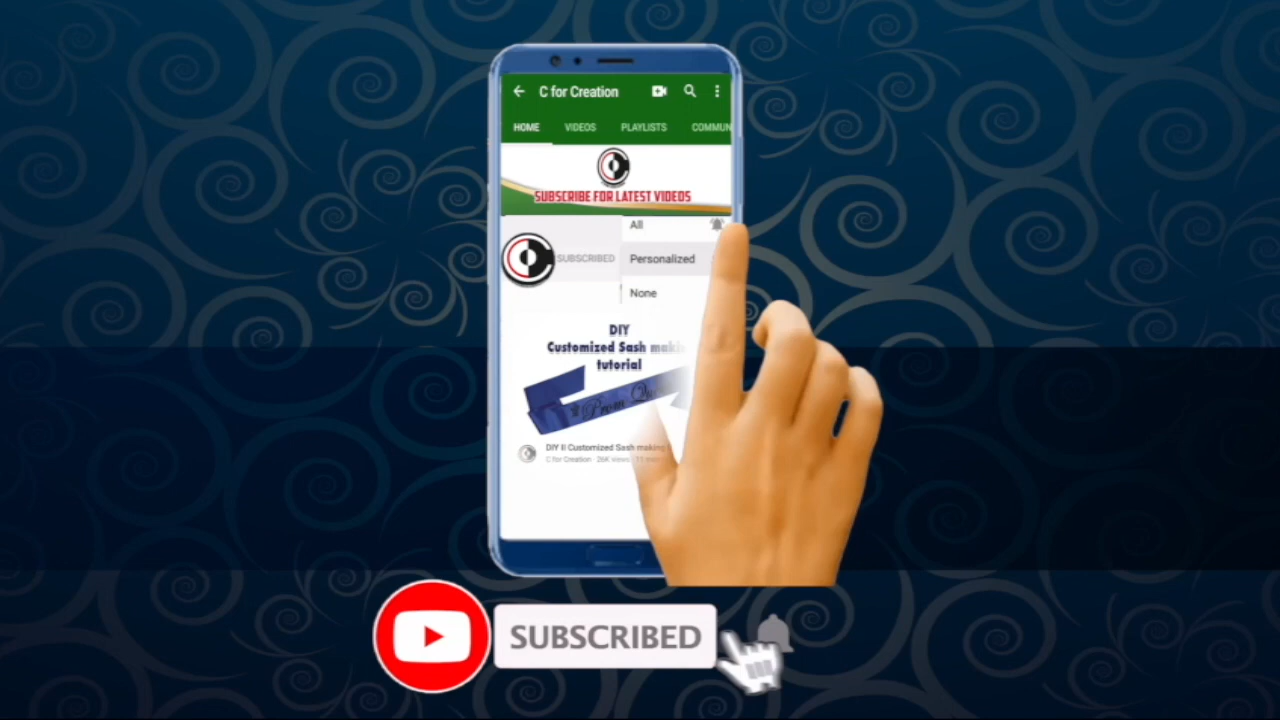 C for Creation
HOME VIDEOS PLAYLISTS COMMUN
SUBSCRIBE FOR LATEST VIDEOS
All
SUBSCRIBED
Personalized
None
DIY
Customized Sash maki
tutorial
Prom
DIY II Customized Sash making
C for Creation · 26K views ·
SUBSCRIBED